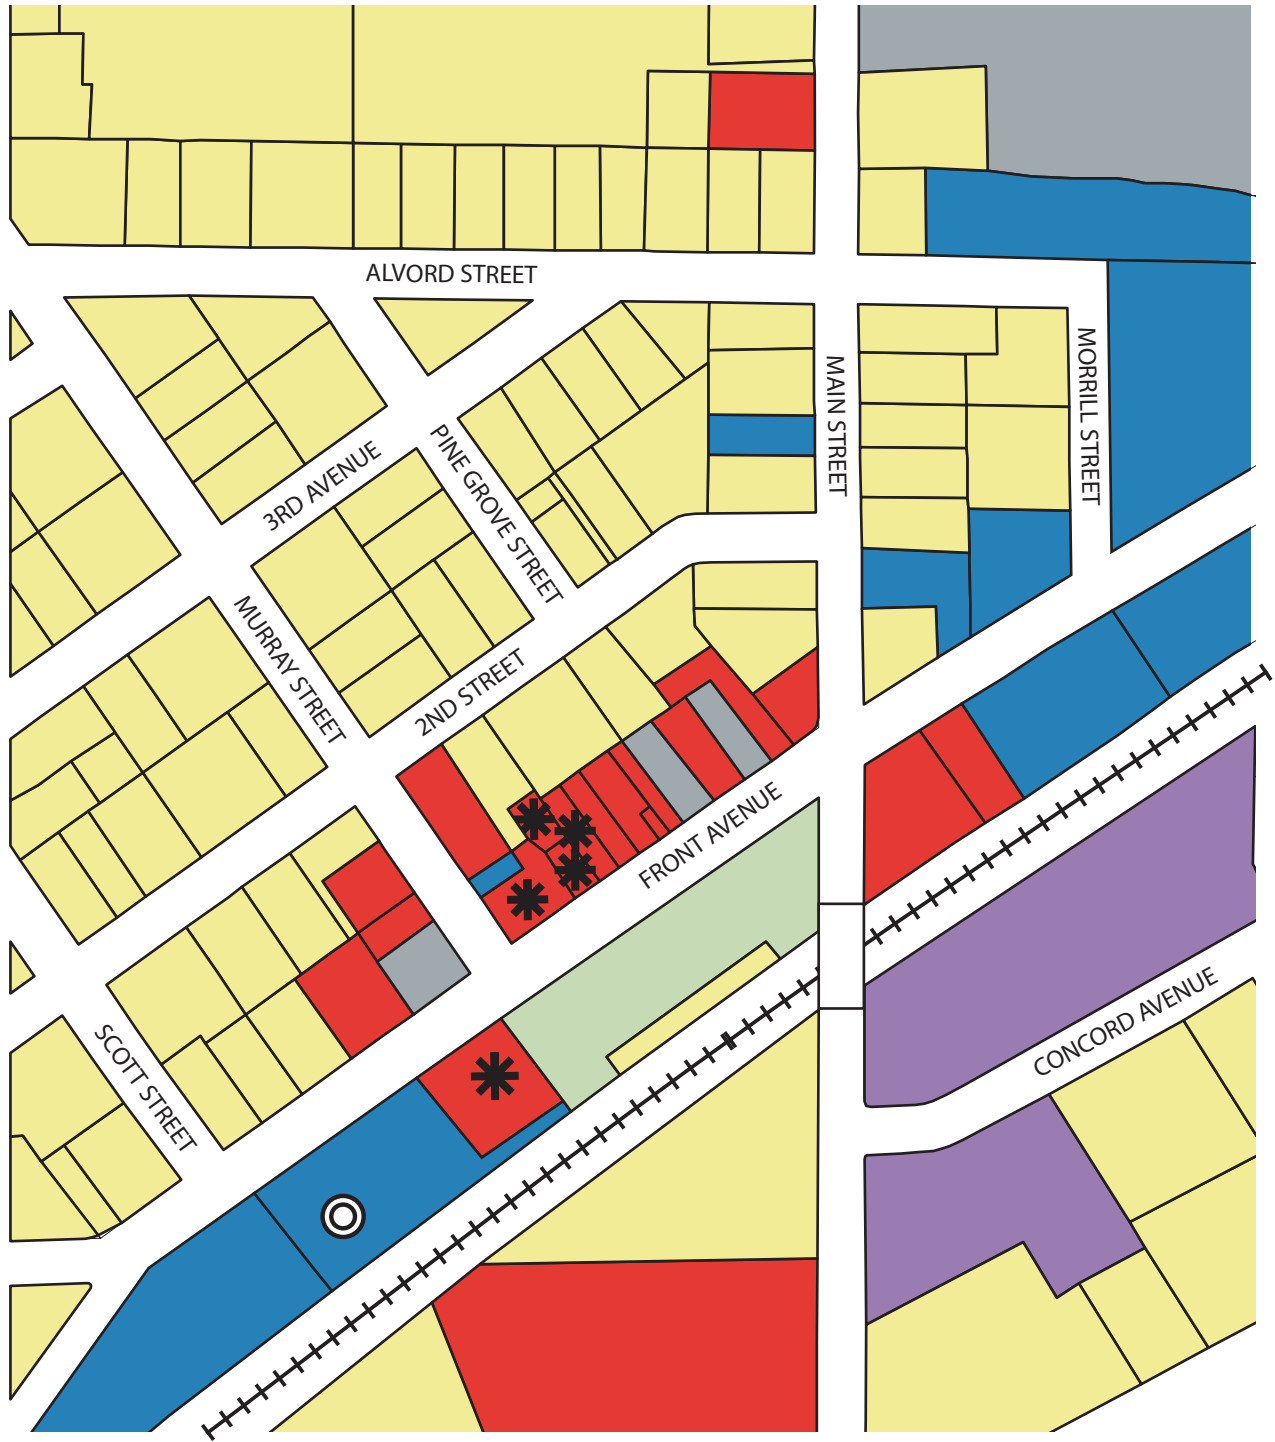 ALVORD STREET
MAIN STREET
MORRILL STREET
3RD AVENUE
PINE GROVE STREET
MURRAY STREET
2ND STREET
FRONT AVENUE
CONCORD AVENUE
SCOTT STREET